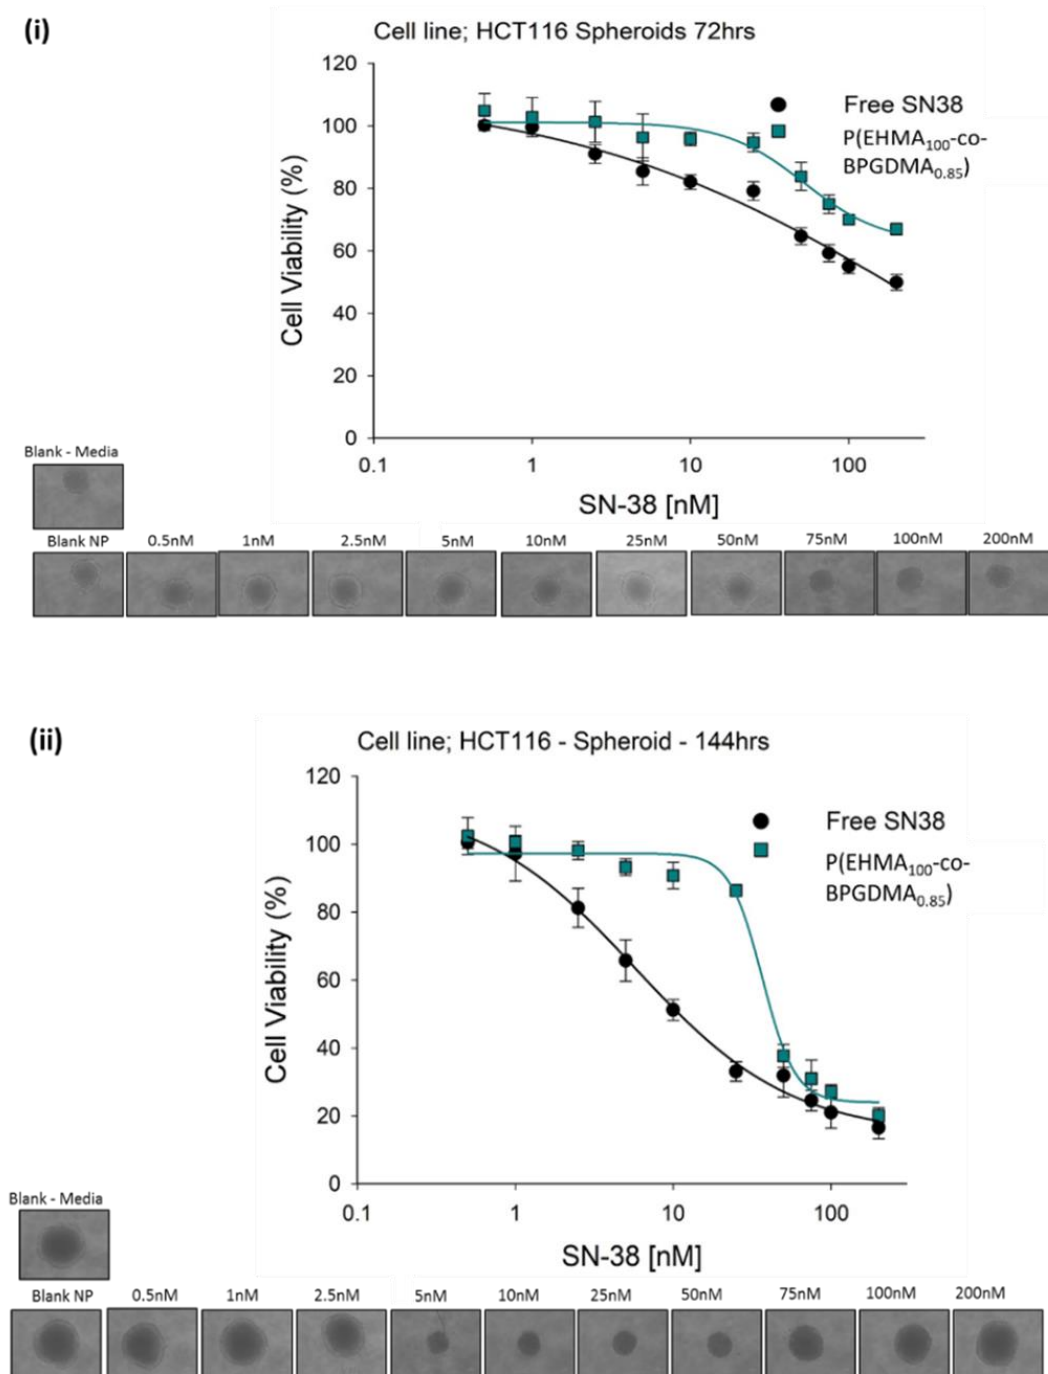 (i)
Cell line; HCT116 Spheroids 72hrs
120
100
80
60
40
20
0
Cell Viability (%)
Free SN38
P(EHMA₁₀₀-co-
BPGDMA₀.₈₅)
0.1 1 10 100
SN-38 [nM]
Blank - Media
Blank NP 0.5nM 1nM 2.5nM 5nM 10nM 25nM 50nM 75nM 100nM 200nM
(ii)
Cell line; HCT116 - Spheroid - 144hrs
120
100
80
60
40
20
0
Cell Viability (%)
Free SN38
P(EHMA₁₀₀-co-
BPGDMA₀.₈₅)
0.1 1 10 100
SN-38 [nM]
Blank - Media
Blank NP 0.5nM 1nM 2.5nM 5nM 10nM 25nM 50nM 75nM 100nM 200nM